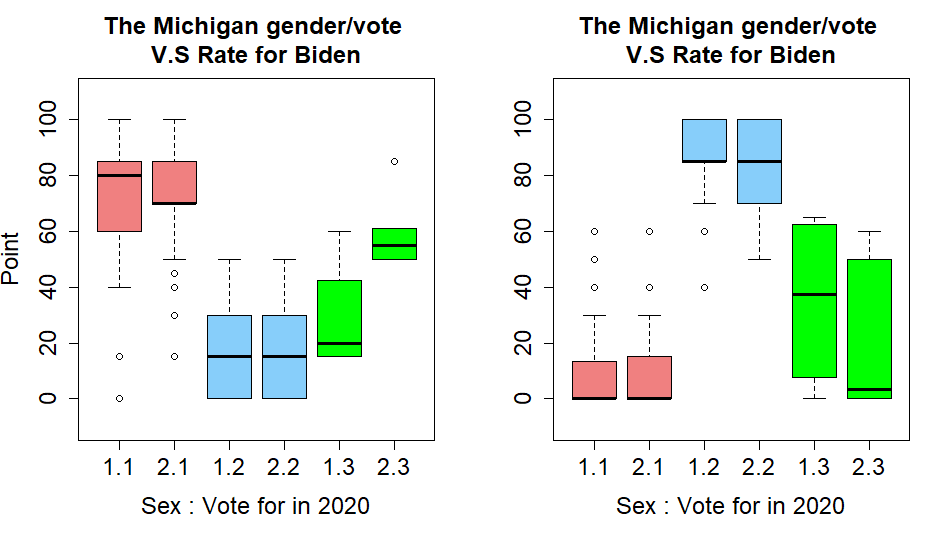 The Michigan gender/vote
V.S Rate for Biden
Point
100
80
60
40
20
0
1.1 2.1 1.2 2.2 1.3 2.3
Sex : Vote for in 2020
The Michigan gender/vote
V.S Rate for Biden
100
80
60
40
20
0
1.1 2.1 1.2 2.2 1.3 2.3
Sex : Vote for in 2020